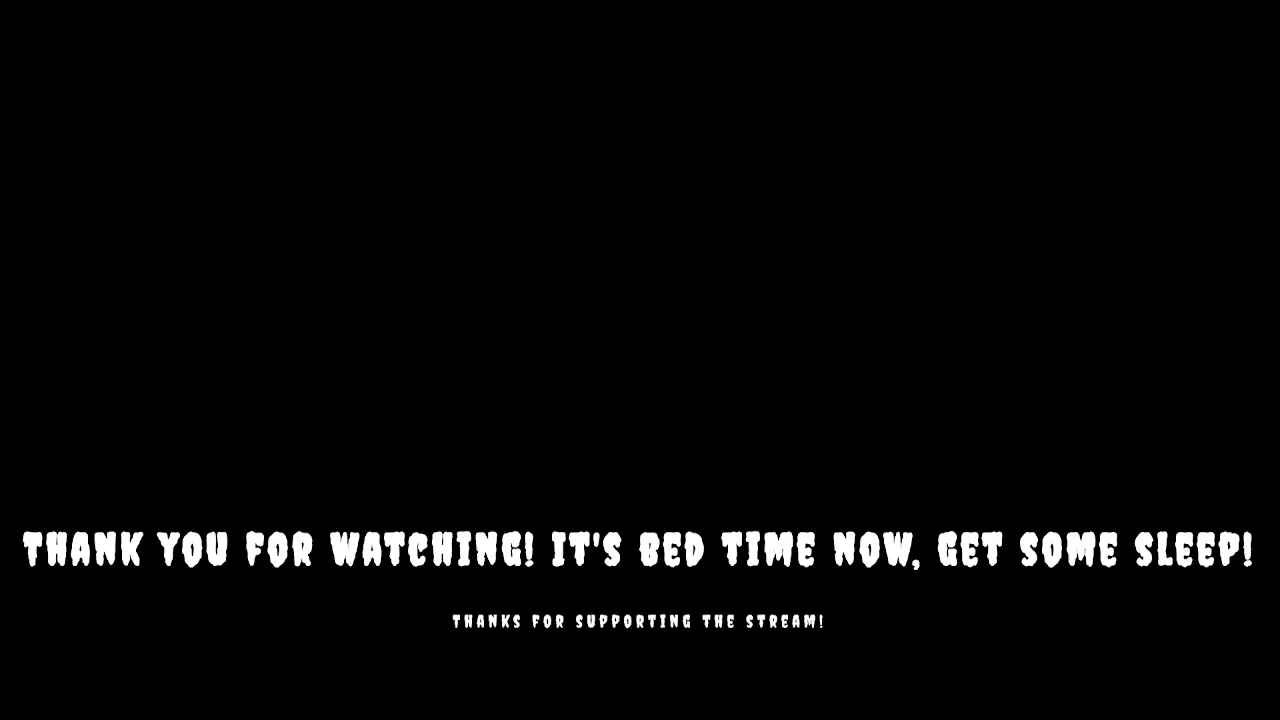 THANK YOU FOR WATCHING! IT'S BED TIME NOW, GET SOME SLEEP!
THANKS FOR SUPPORTING THE STREAM!